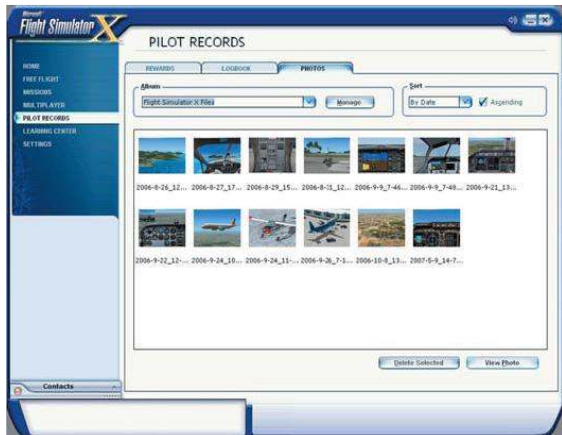 Microsoft
Flight Simulator X
PILOT RECORDS
HOME
FREE FLIGHT
MISSIONS
MULTIPLAYER
PILOT RECORDS
LEARNING CENTER
SETTINGS
REWARDS LOGBOOK PHOTOS
Album
Flight Simulator X Files Manage
Sort
By Date Ascending
2006-8-26_12... 2006-8-27_17... 2006-8-29_15... 2006-8-31_12... 2006-9-9_7-46... 2006-9-9_7-48... 2006-9-21_13...
2006-9-22_12-... 2006-9-24_10... 2006-9-24_11-... 2006-9-26_7-1... 2006-10-8_13... 2007-5-9_14-7...
Delete Selected View Photo
Contacts